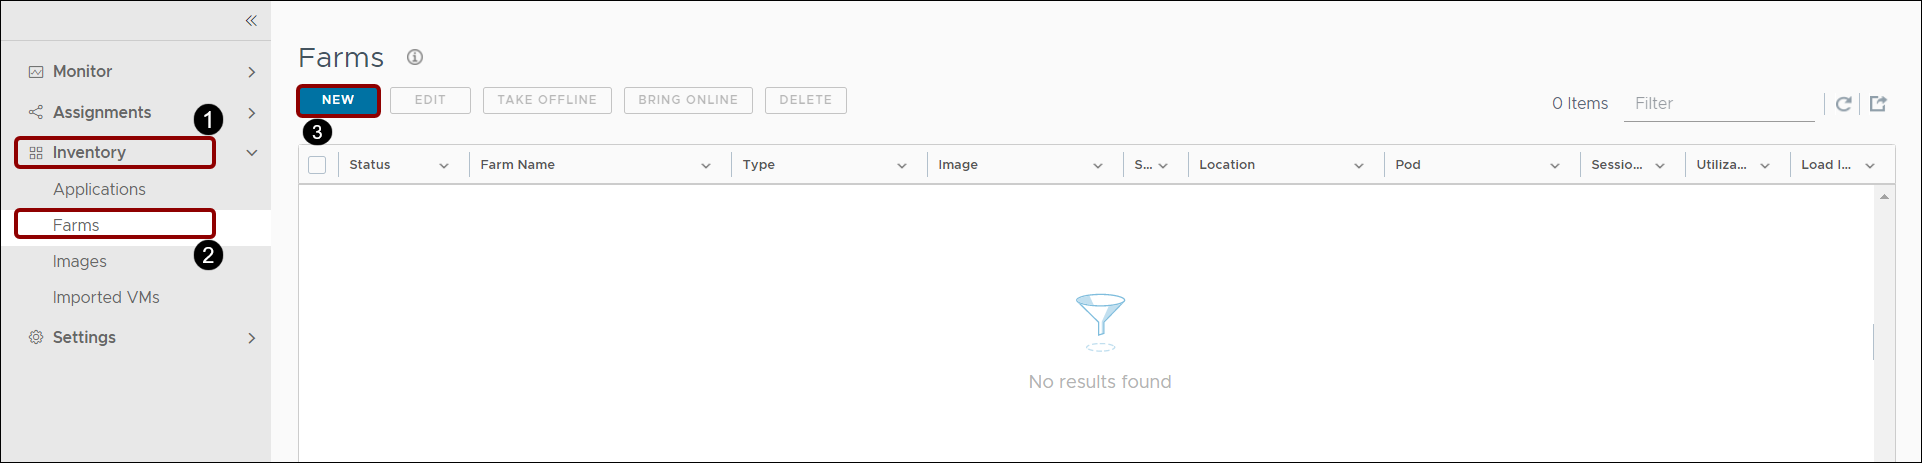 Monitor
Assignments
1
Inventory
Applications
Farms
2
Images
Imported VMs
Settings
Farms
NEW EDIT TAKE OFFLINE BRING ONLINE DELETE
3
0 Items Filter
Status Farm Name Type Image S... Location Pod Sessio... Utiliza... Load I...
No results found